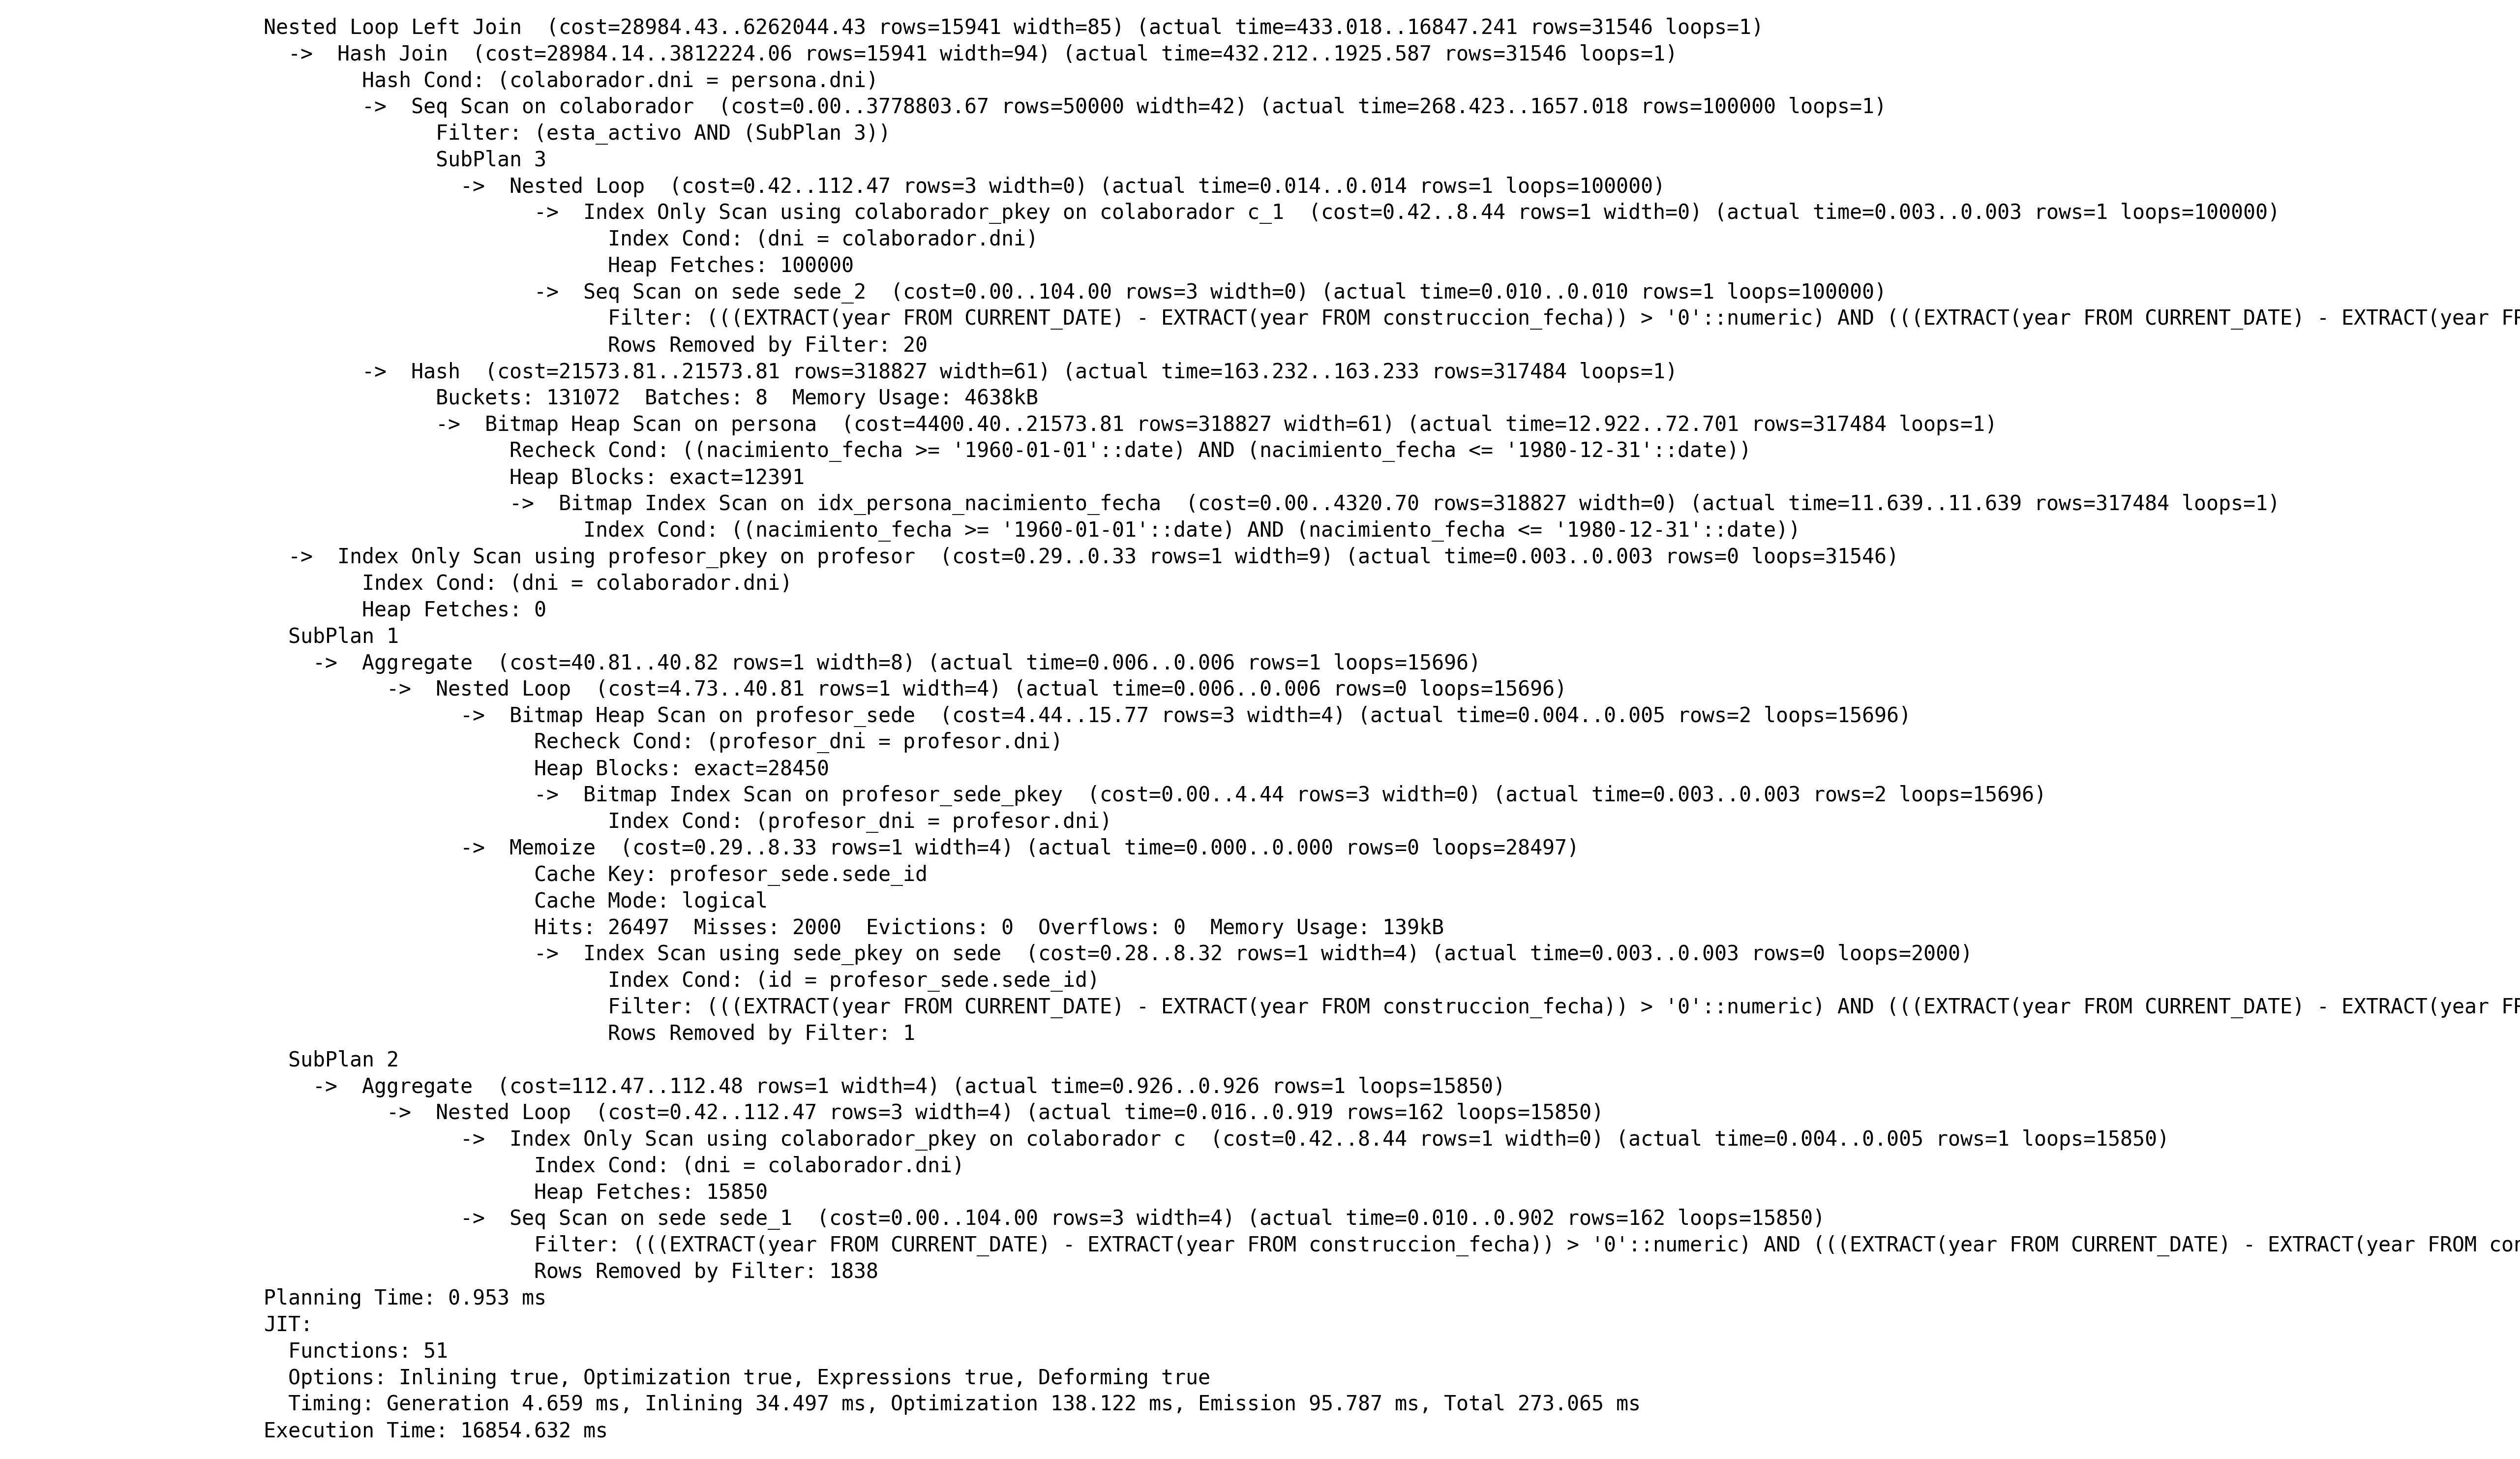 Nested Loop Left Join  (cost=28984.43..6262044.43 rows=15941 width=85) (actual time=433.018..16847.241 rows=31546 loops=1)
  ->  Hash Join  (cost=28984.14..3812224.06 rows=15941 width=94) (actual time=432.212..1925.587 rows=31546 loops=1)
        Hash Cond: (colaborador.dni = persona.dni)
        ->  Seq Scan on colaborador  (cost=0.00..3778803.67 rows=50000 width=42) (actual time=268.423..1657.018 rows=100000 loops=1)
              Filter: (esta_activo AND (SubPlan 3))
              SubPlan 3
                ->  Nested Loop  (cost=0.42..112.47 rows=3 width=0) (actual time=0.014..0.014 rows=1 loops=100000)
                      ->  Index Only Scan using colaborador_pkey on colaborador c_1  (cost=0.42..8.44 rows=1 width=0) (actual time=0.003..0.003 rows=1 loops=100000)
                            Index Cond: (dni = colaborador.dni)
                            Heap Fetches: 100000
                      ->  Seq Scan on sede sede_2  (cost=0.00..104.00 rows=3 width=0) (actual time=0.010..0.010 rows=1 loops=100000)
                            Filter: (((EXTRACT(year FROM CURRENT_DATE) - EXTRACT(year FROM construccion_fecha)) > '0'::numeric) AND (((EXTRACT(year FROM CURRENT_DATE) - EXTRACT(year
                            Rows Removed by Filter: 20
        ->  Hash  (cost=21573.81..21573.81 rows=318827 width=61) (actual time=163.232..163.233 rows=317484 loops=1)
              Buckets: 131072  Batches: 8  Memory Usage: 4638kB
              ->  Bitmap Heap Scan on persona  (cost=4400.40..21573.81 rows=318827 width=61) (actual time=12.922..72.701 rows=317484 loops=1)
                    Recheck Cond: ((nacimiento_fecha >= '1960-01-01'::date) AND (nacimiento_fecha <= '1980-12-31'::date))
                    Heap Blocks: exact=12391
                    ->  Bitmap Index Scan on idx_persona_nacimiento_fecha  (cost=0.00..4320.70 rows=318827 width=0) (actual time=11.639..11.639 rows=317484 loops=1)
                          Index Cond: ((nacimiento_fecha >= '1960-01-01'::date) AND (nacimiento_fecha <= '1980-12-31'::date))
  ->  Index Only Scan using profesor_pkey on profesor  (cost=0.29..0.33 rows=1 width=9) (actual time=0.003..0.003 rows=0 loops=31546)
        Index Cond: (dni = colaborador.dni)
        Heap Fetches: 0
  SubPlan 1
    ->  Aggregate  (cost=40.81..40.82 rows=1 width=8) (actual time=0.006..0.006 rows=1 loops=15696)
          ->  Nested Loop  (cost=4.73..40.81 rows=1 width=4) (actual time=0.006..0.006 rows=0 loops=15696)
                ->  Bitmap Heap Scan on profesor_sede  (cost=4.44..15.77 rows=3 width=4) (actual time=0.004..0.005 rows=2 loops=15696)
                      Recheck Cond: (profesor_dni = profesor.dni)
                      Heap Blocks: exact=28450
                      ->  Bitmap Index Scan on profesor_sede_pkey  (cost=0.00..4.44 rows=3 width=0) (actual time=0.003..0.003 rows=2 loops=15696)
                            Index Cond: (profesor_dni = profesor.dni)
                ->  Memoize  (cost=0.29..8.33 rows=1 width=4) (actual time=0.000..0.000 rows=0 loops=28497)
                      Cache Key: profesor_sede.sede_id
                      Cache Mode: logical
                      Hits: 26497  Misses: 2000  Evictions: 0  Overflows: 0  Memory Usage: 139kB
                      ->  Index Scan using sede_pkey on sede  (cost=0.28..8.32 rows=1 width=4) (actual time=0.003..0.003 rows=0 loops=2000)
                            Index Cond: (id = profesor_sede.sede_id)
                            Filter: (((EXTRACT(year FROM CURRENT_DATE) - EXTRACT(year FROM construccion_fecha)) > '0'::numeric) AND (((EXTRACT(year FROM CURRENT_DATE) - EXTRACT(year
                            Rows Removed by Filter: 1
  SubPlan 2
    ->  Aggregate  (cost=112.47..112.48 rows=1 width=4) (actual time=0.926..0.926 rows=1 loops=15850)
          ->  Nested Loop  (cost=0.42..112.47 rows=3 width=4) (actual time=0.016..0.919 rows=162 loops=15850)
                ->  Index Only Scan using colaborador_pkey on colaborador c  (cost=0.42..8.44 rows=1 width=0) (actual time=0.004..0.005 rows=1 loops=15850)
                      Index Cond: (dni = colaborador.dni)
                      Heap Fetches: 15850
                ->  Seq Scan on sede sede_1  (cost=0.00..104.00 rows=3 width=4) (actual time=0.010..0.902 rows=162 loops=15850)
                      Filter: (((EXTRACT(year FROM CURRENT_DATE) - EXTRACT(year FROM construccion_fecha)) > '0'::numeric) AND (((EXTRACT(year FROM CURRENT_DATE) - EXTRACT(year FROM
                      Rows Removed by Filter: 1838
Planning Time: 0.953 ms
JIT:
  Functions: 51
  Options: Inlining true, Optimization true, Expressions true, Deforming true
  Timing: Generation 4.659 ms, Inlining 34.497 ms, Optimization 138.122 ms, Emission 95.787 ms, Total 273.065 ms
Execution Time: 16854.632 ms